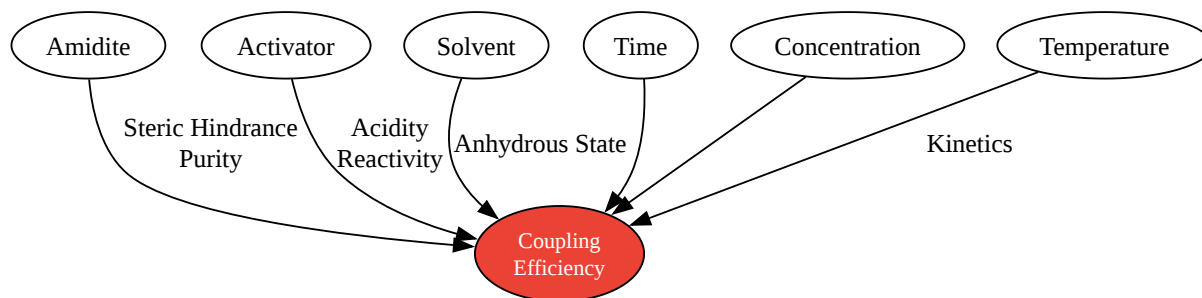 Amidite
Activator
Solvent
Time
Concentration
Temperature
Steric Hindrance
Purity
Acidity
Reactivity
Anhydrous State
Kinetics
Coupling
Efficiency